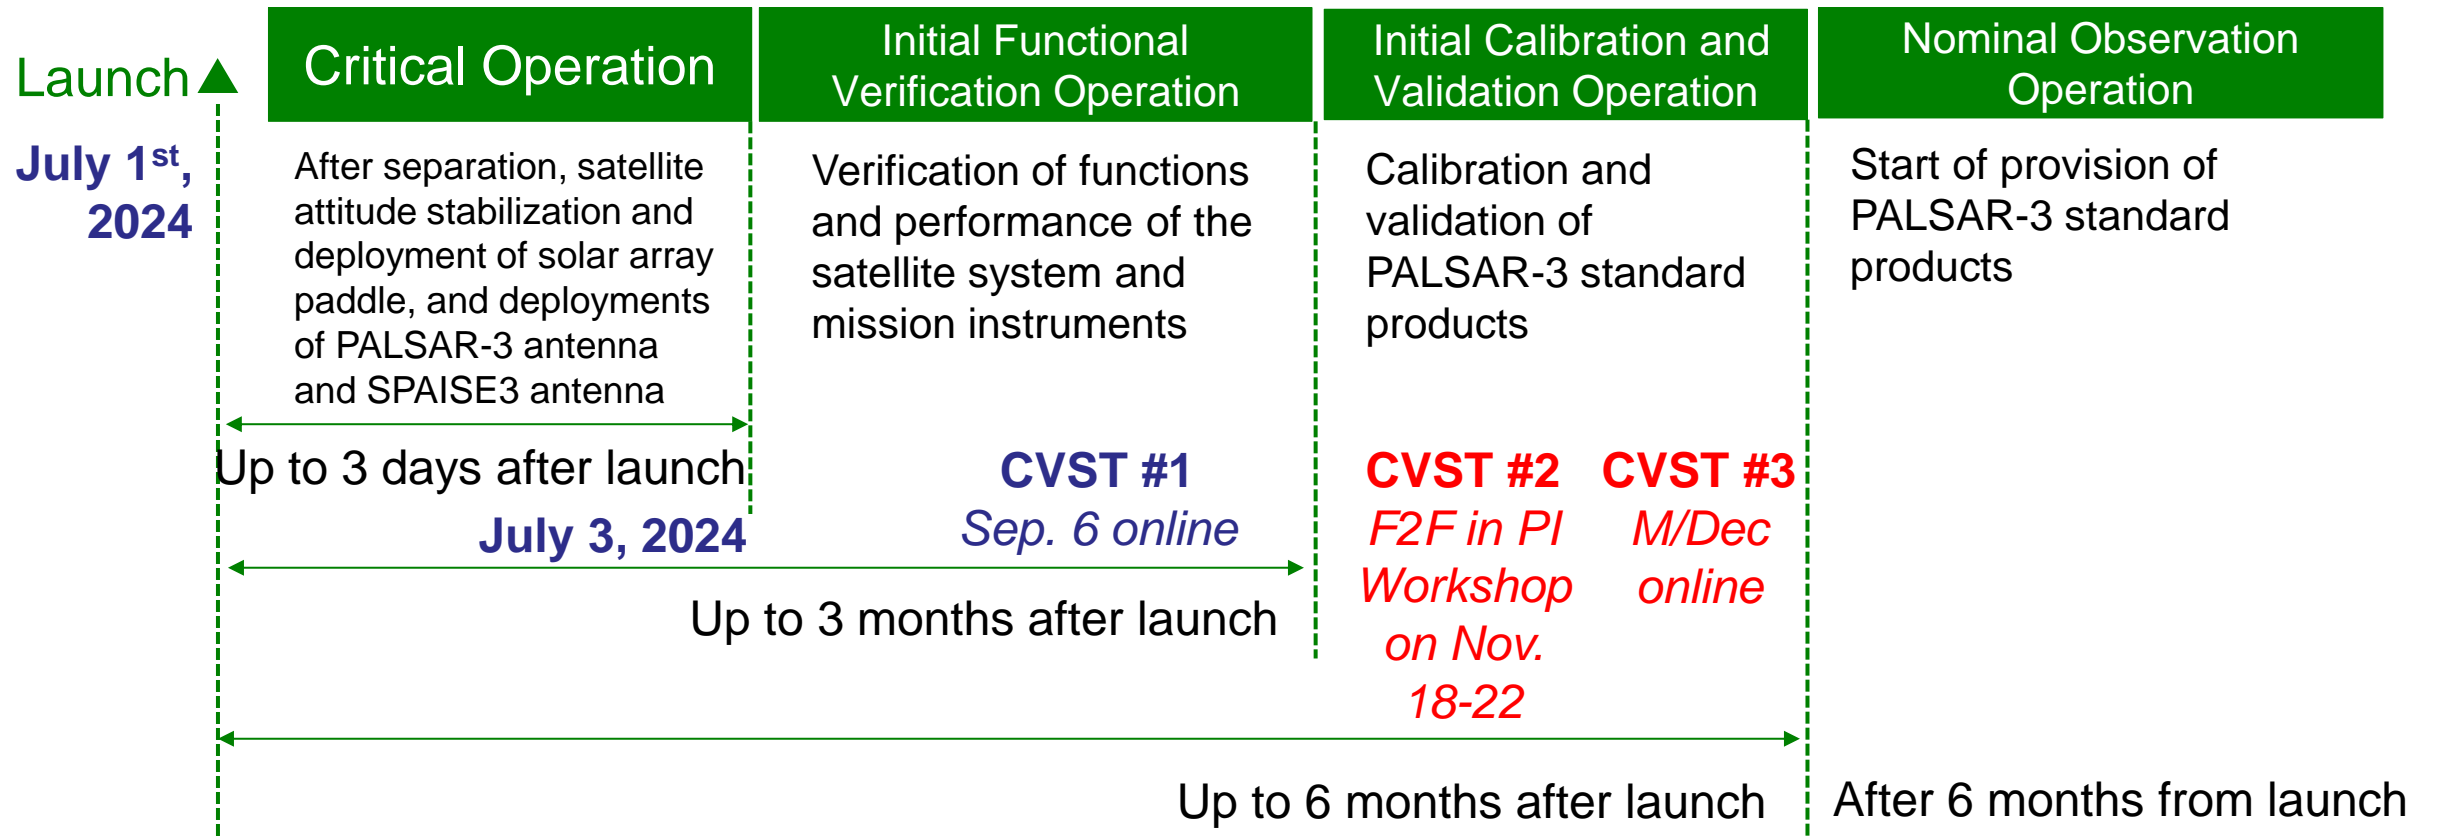 Launch
July 1st,
2024
Critical Operation
After separation, satellite
attitude stabilization and
deployment of solar array
paddle, and deployments
of PALSAR-3 antenna
and SPAISE3 antenna
Up to 3 days after launch
July 3, 2024
Initial Functional
Verification Operation
Verification of functions
and performance of the
satellite system and
mission instruments
CVST #1
Sep. 6 online
Up to 3 months after launch
Initial Calibration and
Validation Operation
Calibration and
validation of
PALSAR-3 standard
products
CVST #2
F2F in PI
Workshop
on Nov.
18-22
CVST #3
M/Dec
online
Up to 6 months after launch
Nominal Observation
Operation
Start of provision of
PALSAR-3 standard
products
After 6 months from launch